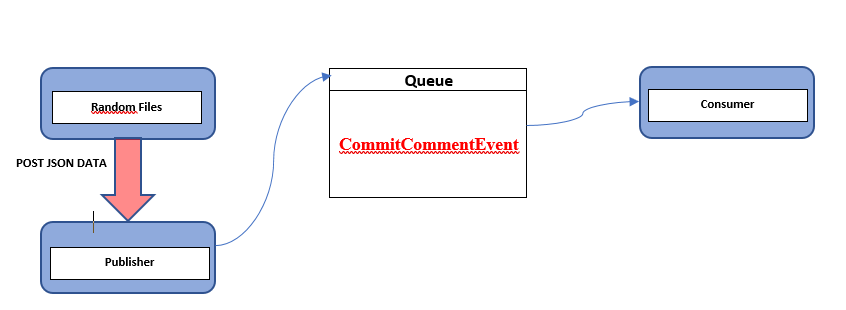 Queue
Random Files
Consumer
CommitCommentEvent
POST JSON DATA
Publisher